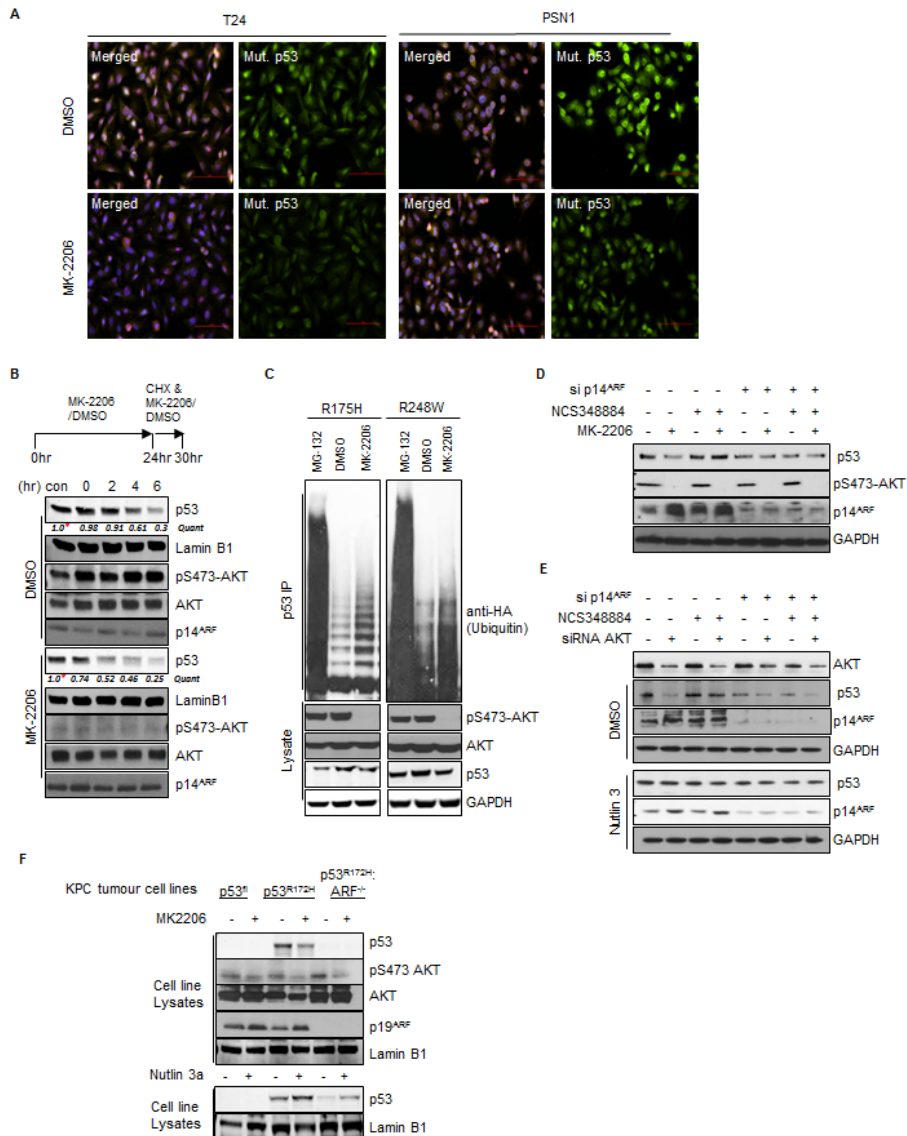 A
T24
PSN1
Merged
Mut. p53
Merged
Mut. p53
DMSO
Merged
Mut. p53
Merged
Mut. p53
MK-2206
B
MK-2206
/DMSO
CHX &
MK-2206/
DMSO
0hr
24hr 30hr
(hr) con 0 2 4 6
p53
1.0 0.98 0.91 0.61 0.3 Quant
Lamin B1
pS473-AKT
AKT
p14ARF
DMSO
p53
1.0 0.74 0.52 0.46 0.25 Quant
LaminB1
pS473-AKT
AKT
p14ARF
MK-2206
C
R175H R248W
MG-132 DMSO MK-2206 MG-132 DMSO MK-2206
p53 IP
anti-HA
(Ubiquitin)
Lysate
pS473-AKT
AKT
p53
GAPDH
D
si p14ARF - - - - + + + +
NCS348884 - - + + - - + +
MK-2206 - + - + - + - +
p53
pS473-AKT
p14ARF
GAPDH
E
si p14ARF - - - - + + + +
NCS348884 - - + + - - + +
siRNA AKT - + - + - + - +
AKT
DMSO
p53
p14ARF
GAPDH
Nutlin 3
p53
p14ARF
GAPDH
F
KPC tumour cell lines p53fl p53R172H p53R172H:
ARF-/-
MK2206 - + - + - +
Cell line
Lysates
p53
pS473 AKT
AKT
p19ARF
Lamin B1
Nutlin 3a - + - + - +
Cell line
Lysates
p53
Lamin B1